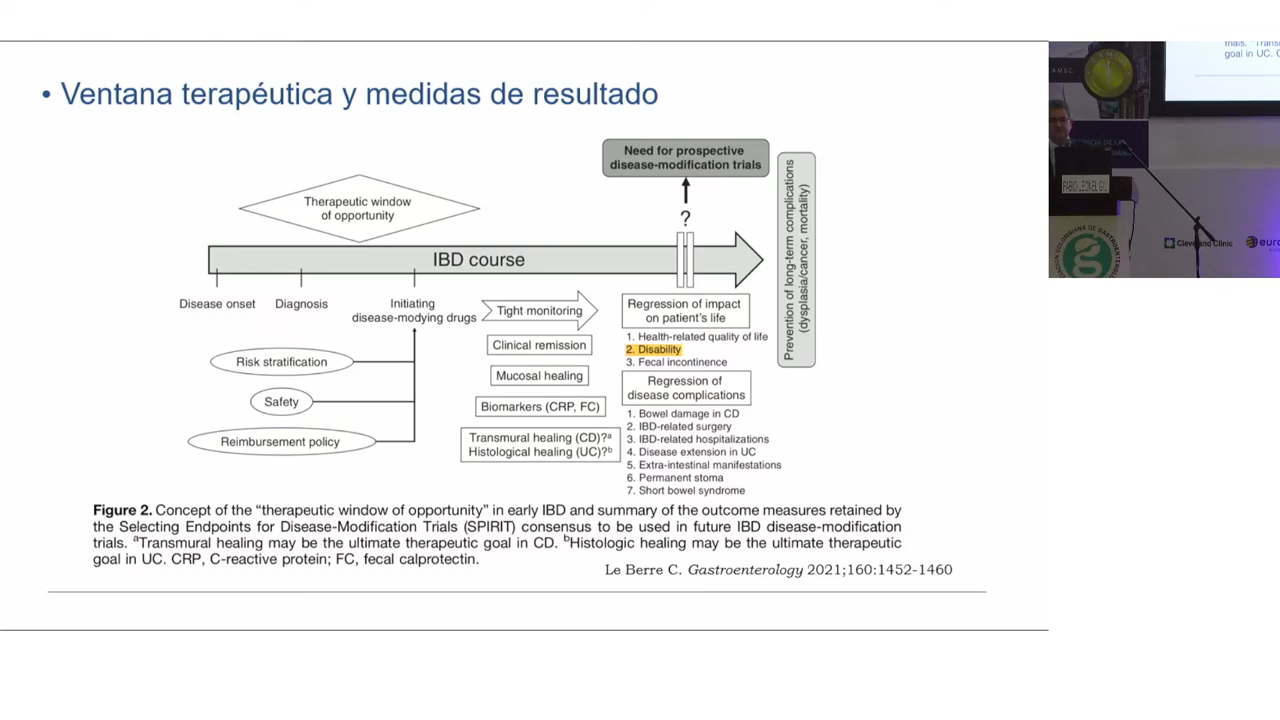 • Ventana terapéutica y medidas de resultado
Need for prospective
disease-modification trials
Therapeutic window
of opportunity
?
IBD course
Prevention of long-term complications
(dysplasia/cancer, mortality)
Disease onset
Diagnosis
Initiating
disease-modying drugs
Tight monitoring
Regression of impact
on patient's life
Risk stratification
Safety
Reimbursement policy
Clinical remission
Mucosal healing
Biomarkers (CRP, FC)
Transmural healing (CD)?a
Histological healing (UC)?b
1. Health-related quality of life
2. Disability
3. Fecal incontinence
Regression of
disease complications
1. Bowel damage in CD
2. IBD-related surgery
3. IBD-related hospitalizations
4. Disease extension in UC
5. Extra-intestinal manifestations
6. Permanent stoma
7. Short bowel syndrome
Figure 2. Concept of the “therapeutic window of opportunity” in early IBD and summary of the outcome measures retained by
the Selecting Endpoints for Disease-Modification Trials (SPIRIT) consensus to be used in future IBD disease-modification
trials. aTransmural healing may be the ultimate therapeutic goal in CD. bHistologic healing may be the ultimate therapeutic
goal in UC. CRP, C-reactive protein; FC, fecal calprotectin.
Le Berre C. Gastroenterology 2021;160:1452-1460
goal in UC. C
FABIO LEONEL GIL
Cleveland Clinic
euro